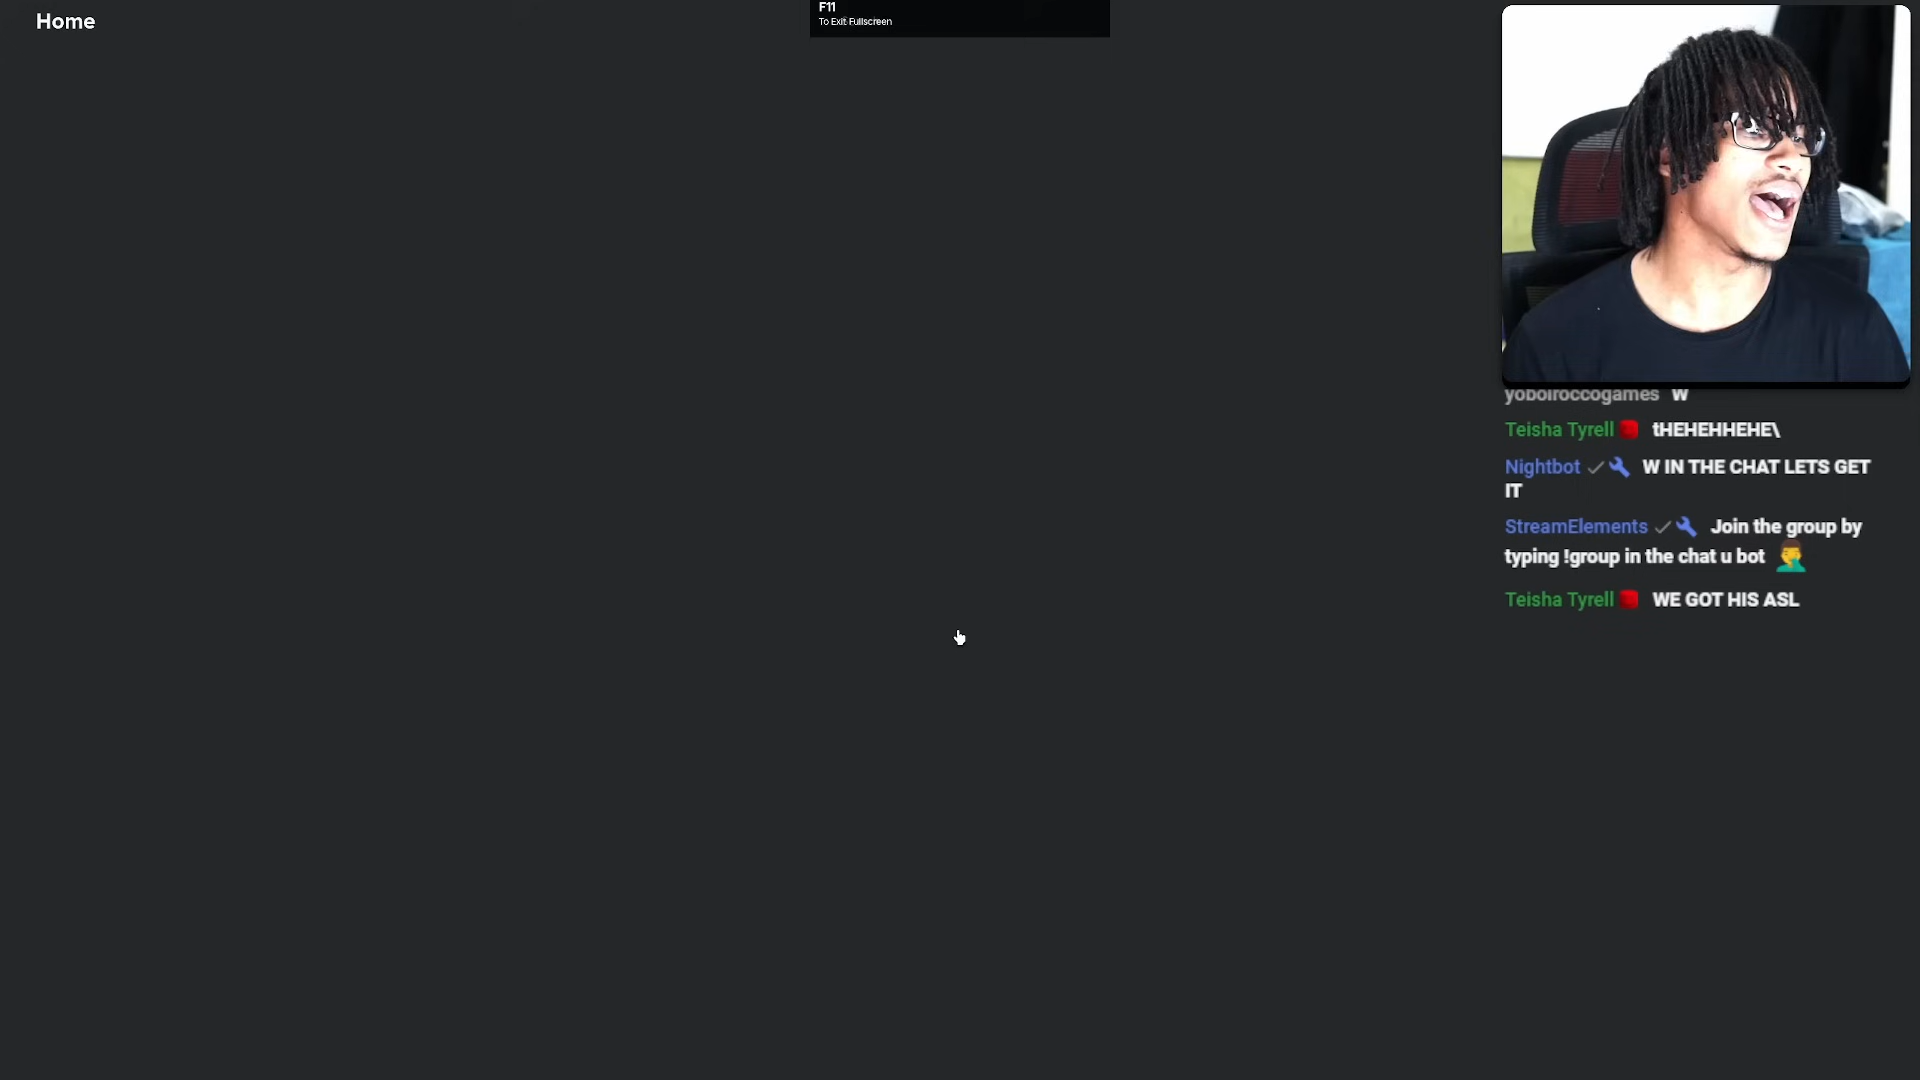 Home
F11
To Exit Fullscreen
yoboiroccogames W
Teisha Tyrell tHEHEHHEHE\
Nightbot W IN THE CHAT LETS GET
IT
StreamElements Join the group by
typing !group in the chat u bot
Teisha Tyrell WE GOT HIS ASL